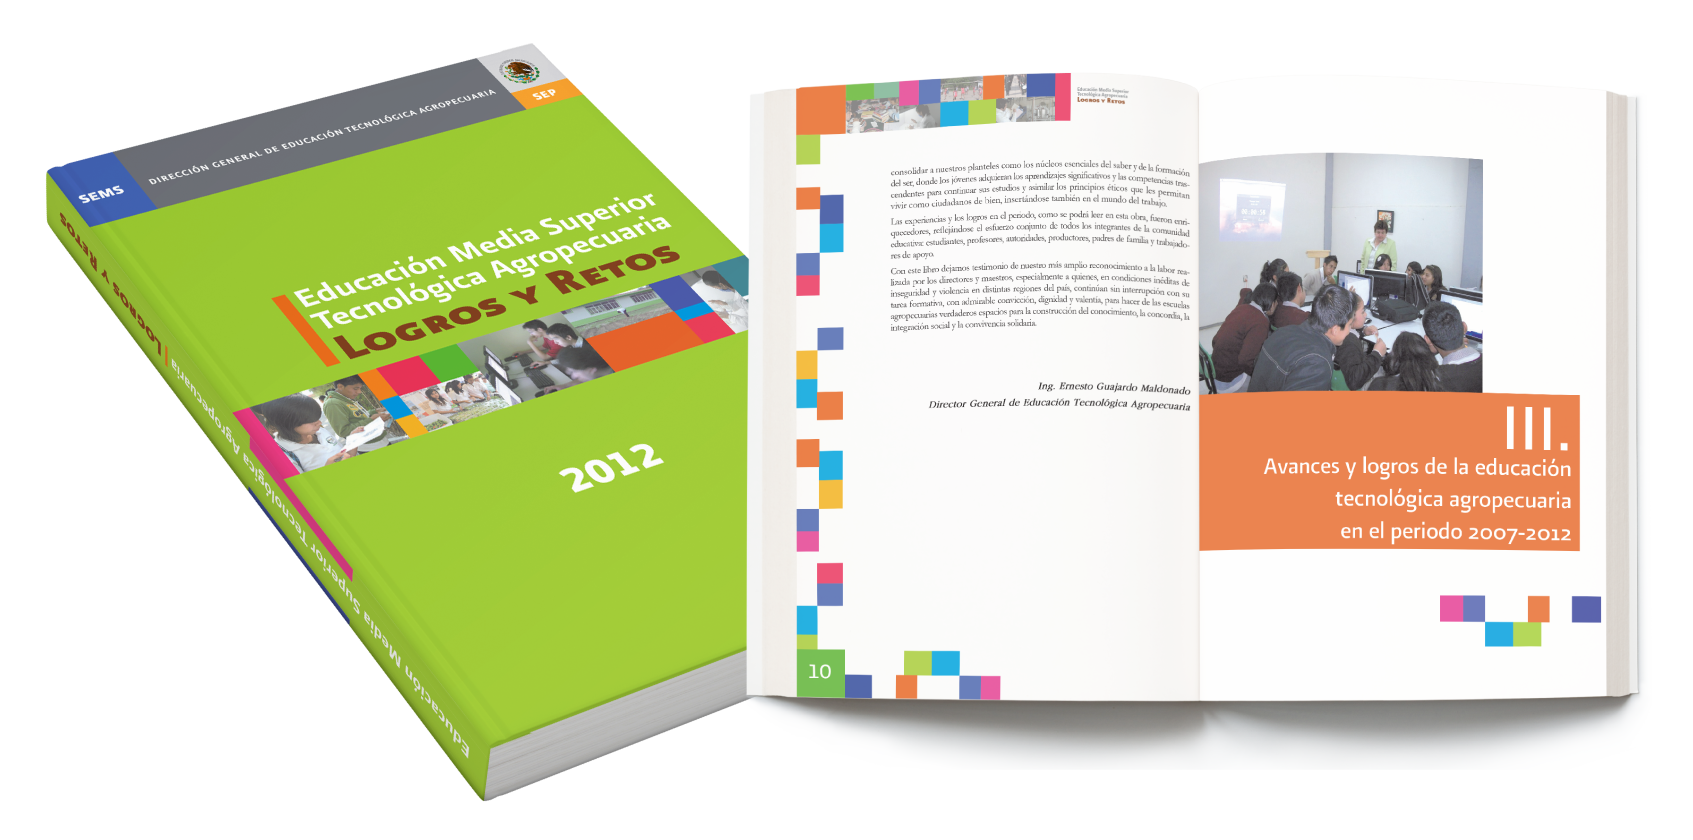 SEP
DIRECCIÓN GENERAL DE EDUCACIÓN TECNOLÓGICA AGROPECUARIA
SEMS
Educación Media Superior
Tecnológica Agropecuaria
LOGROS Y RETOS
2012
Educación Media Superior Tecnológica Agropecuaria | LOGROS Y RETOS
Educación Media Superior
Tecnológica Agropecuaria
LOGROS Y RETOS
consolidar a nuestros planteles como los núcleos esenciales del saber y de la formación
del ser, donde los jóvenes adquieran los aprendizajes significativos y las competencias tras-
cendentes para continuar sus estudios y asimilar los principios éticos que les permitan
vivir como ciudadanos de bien, insertándose también en el mundo del trabajo.
Las experiencias y los logros en el periodo, como se podrá leer en esta obra, fueron enri-
quecedores, reflejándose el esfuerzo conjunto de todos los integrantes de la comunidad
educativa: estudiantes, profesores, autoridades, productores, padres de familia y trabajado-
res de apoyo.
Con este libro dejamos testimonio de nuestro más amplio reconocimiento a la labor rea-
lizada por los directores y maestros, especialmente a quienes, en condiciones inéditas de
inseguridad y violencia en distintas regiones del país, continúan sin interrupción con su
tarea formativa, con admirable convicción, dignidad y valentía, para hacer de las escuelas
agropecuarias verdaderos espacios para la construcción del conocimiento, la concordia, la
integración social y la convivencia solidaria.
Ing. Ernesto Guajardo Maldonado
Director General de Educación Tecnológica Agropecuaria
10
III.
Avances y logros de la educación
tecnológica agropecuaria
en el periodo 2007-2012